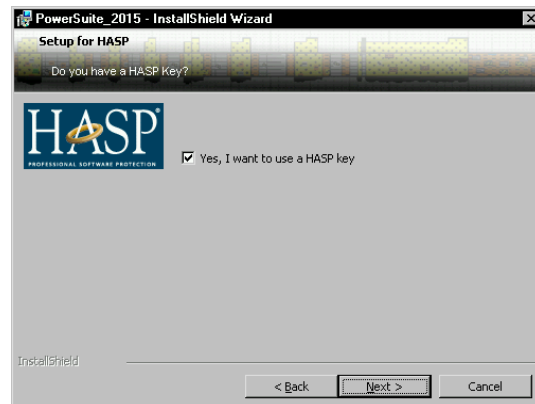 PowerSuite_2015 - InstallShield Wizard
Setup for HASP
Do you have a HASP Key?
HASP
PROFESSIONAL SOFTWARE PROTECTION
Yes, I want to use a HASP key
InstallShield
< Back
Next >
Cancel